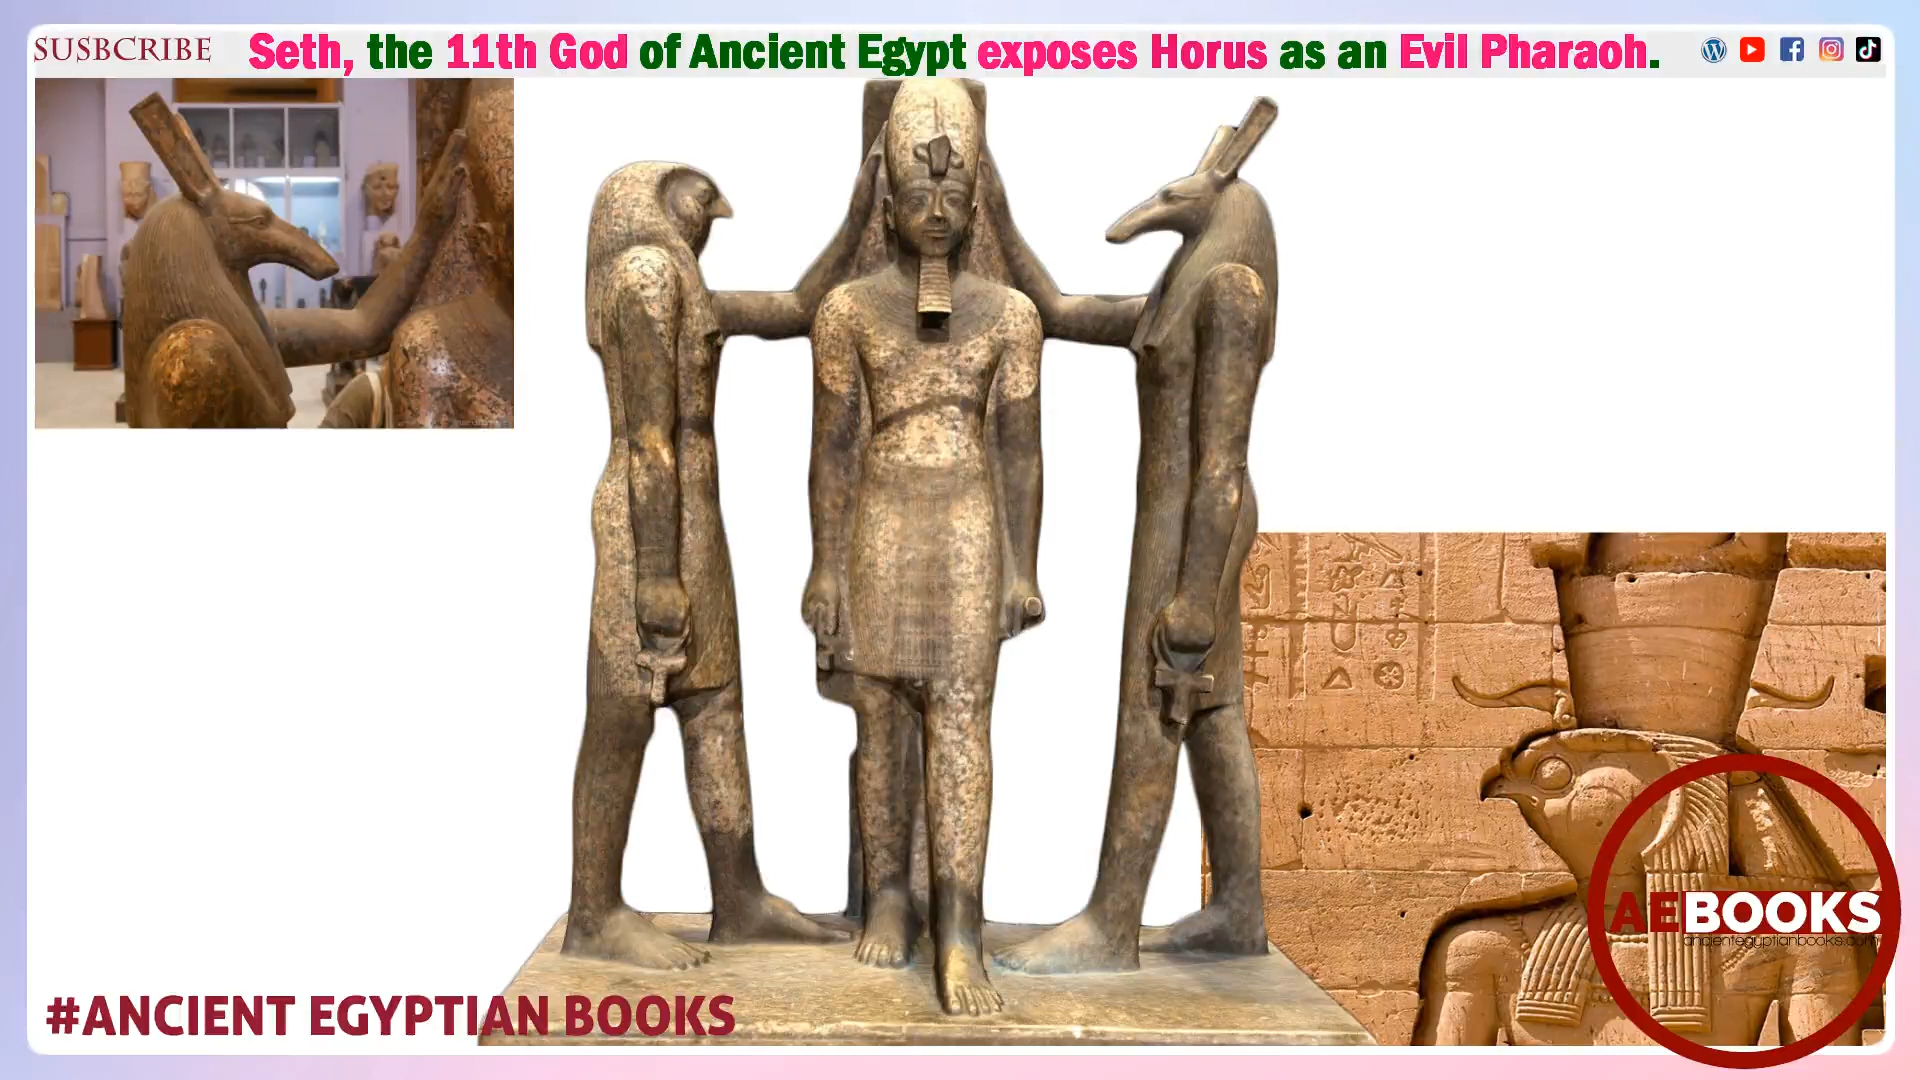 SUSBCRIBE
Seth, the 11th God of Ancient Egypt exposes Horus as an Evil Pharaoh.
AEBOOKS
ancientegyptianbooks.com
#ANCIENT EGYPTIAN BOOKS